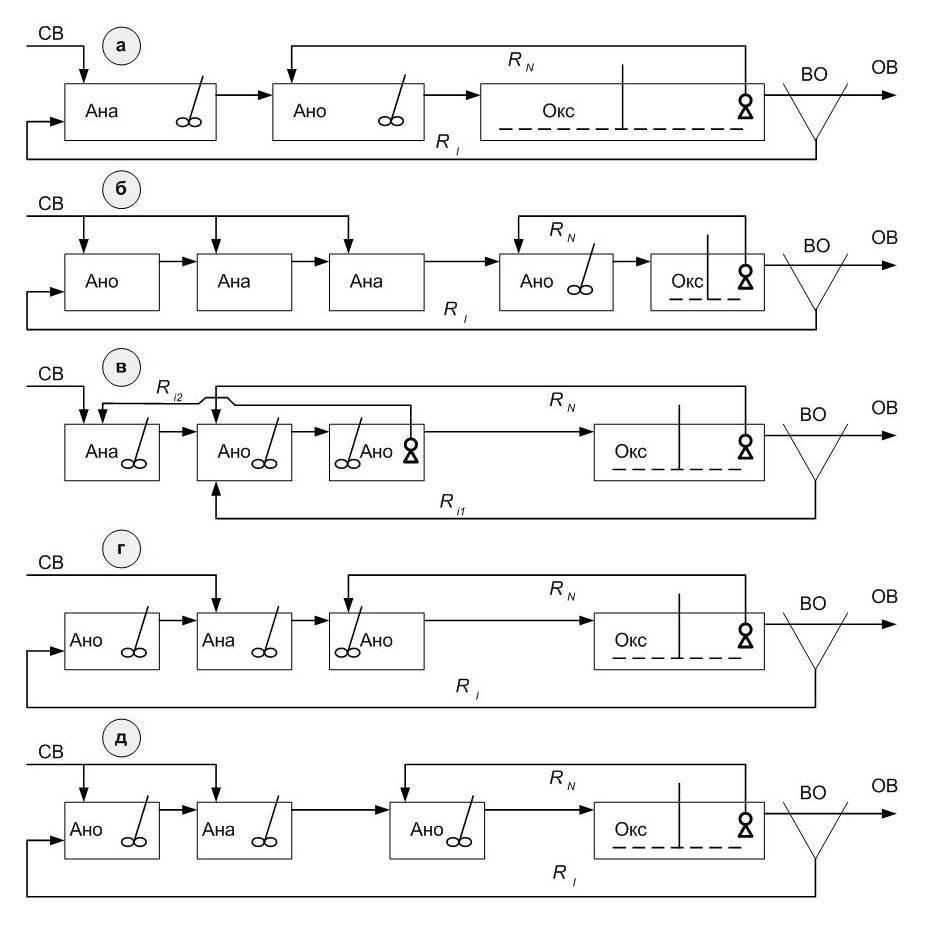 СВ а
R N ВО ОВ
Ана Ано Окс
R I
СВ б
R N ВО ОВ
Ано Ана Ана Ано Окс
R I
СВ в
R i2 R N ВО ОВ
Ана Ано Ано Окс
R i1
СВ г
R N ВО ОВ
Ано Ана Ано Окс
R I
СВ д
R N ВО ОВ
Ано Ана Ано Окс
R I